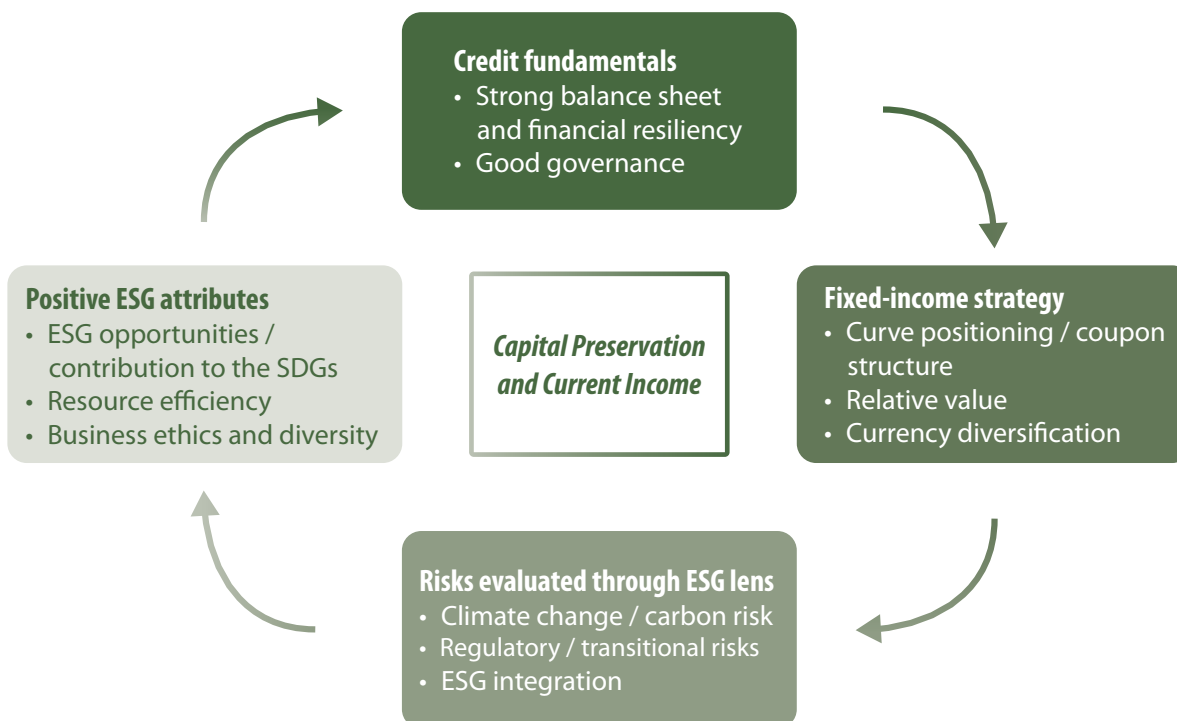 Credit fundamentals
• Strong balance sheet
and financial resiliency
• Good governance
Positive ESG attributes
• ESG opportunities /
contribution to the SDGs
• Resource efficiency
• Business ethics and diversity
Capital Preservation
and Current Income
Fixed-income strategy
• Curve positioning / coupon
structure
• Relative value
• Currency diversification
Risks evaluated through ESG lens
• Climate change / carbon risk
• Regulatory / transitional risks
• ESG integration